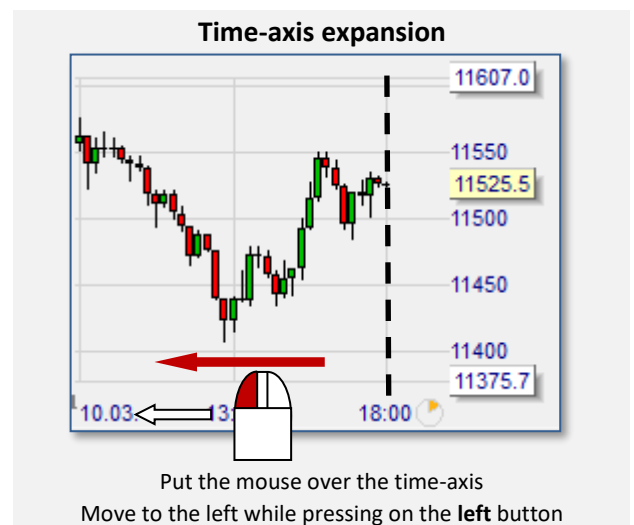 Time-axis expansion
11607.0
11550
11525.5
11500
11450
11400
11375.7
10.03. 13: 18:00
Put the mouse over the time-axis
Move to the left while pressing on the left button